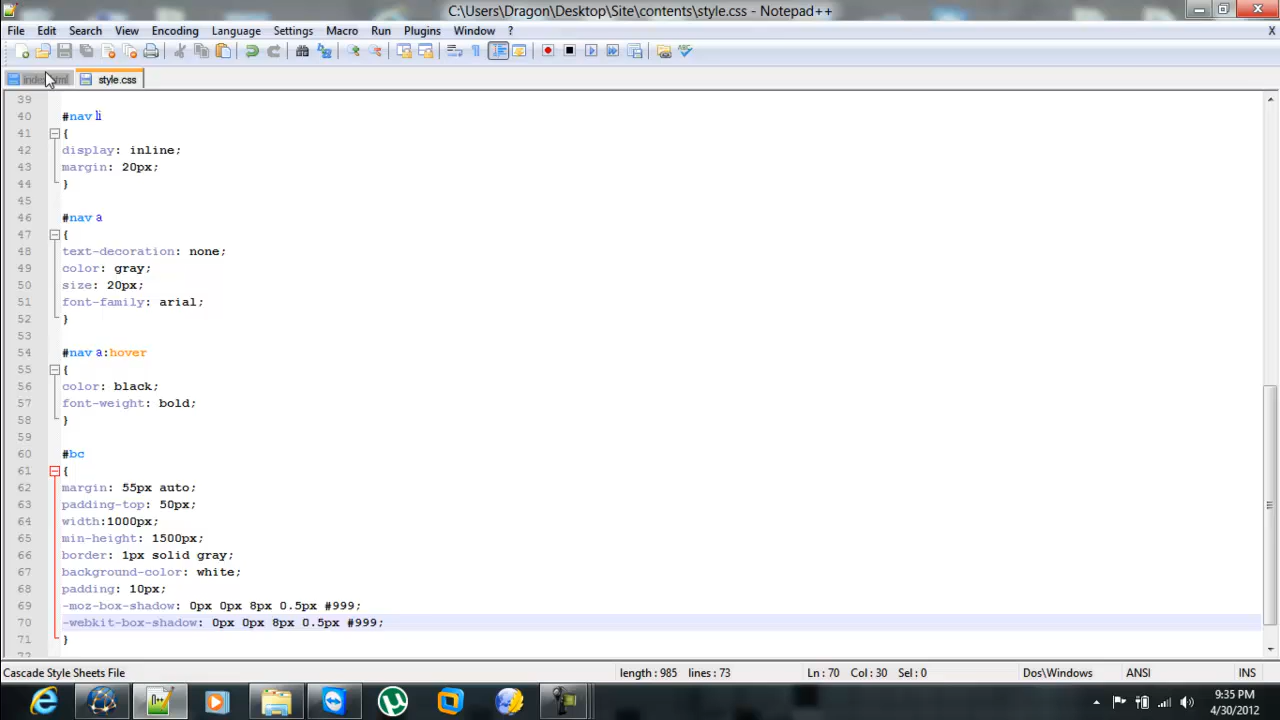 C:\Users\Dragon\Desktop\Site\contents\style.css - Notepad++
File Edit Search View Encoding Language Settings Macro Run Plugins Window ? X
style.css
39
40 #nav li
41 {
42 display: inline;
43 margin: 20px;
44 }
45
46 #nav a
47 {
48 text-decoration: none;
49 color: gray;
50 size: 20px;
51 font-family: arial;
52 }
53
54 #nav a:hover
55 {
56 color: black;
57 font-weight: bold;
58 }
59
60 #bc
61 {
62 margin: 55px auto;
63 padding-top: 50px;
64 width:1000px;
65 min-height: 1500px;
66 border: 1px solid gray;
67 background-color: white;
68 padding: 10px;
69 -moz-box-shadow: 0px 0px 8px 0.5px #999;
70 -webkit-box-shadow: 0px 0px 8px 0.5px #999;
71 }
72
Cascade Style Sheets File length : 985 lines : 73 Ln : 70 Col : 30 Sel : 0 Dos\Windows ANSI INS
9:35 PM
4/30/2012